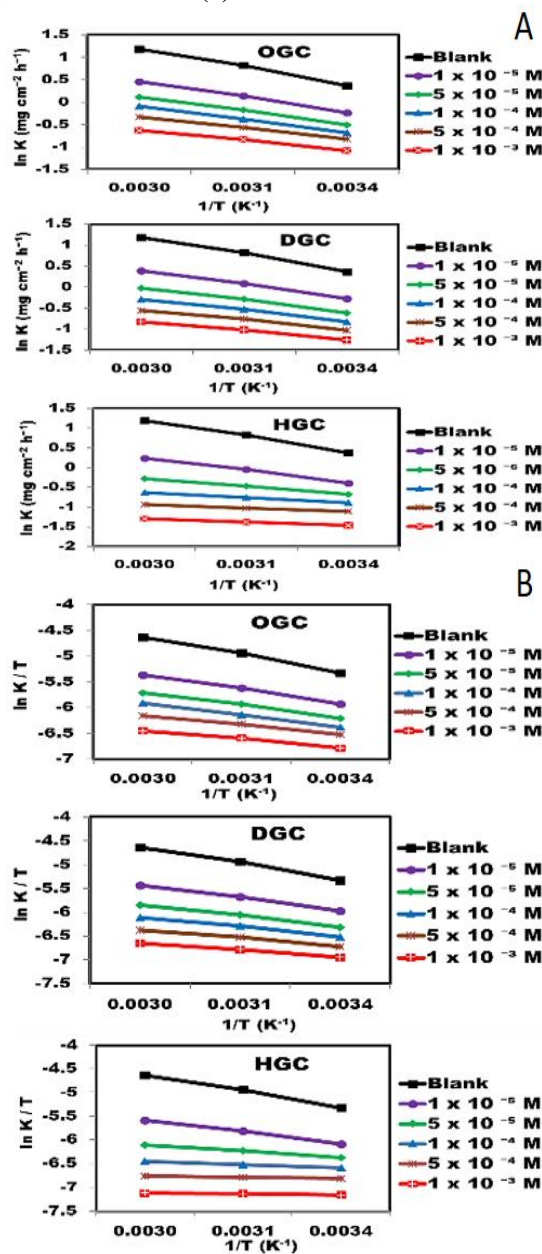 A
OGC
1.5
1
0.5
0
-0.5
-1
-1.5
ln K (mg cm⁻² h⁻¹)
0.0030 0.0031 0.0034
1/T (K⁻¹)
Blank
1 x 10 ⁻⁵ M
5 x 10 ⁻⁵ M
1 x 10 ⁻⁴ M
5 x 10 ⁻⁴ M
1 x 10 ⁻³ M
DGC
1.5
1
0.5
0
-0.5
-1
-1.5
ln K (mg cm⁻² h⁻¹)
0.0030 0.0031 0.0034
1/T (K⁻¹)
Blank
1 x 10 ⁻⁵ M
5 x 10 ⁻⁵ M
1 x 10 ⁻⁴ M
5 x 10 ⁻⁴ M
1 x 10 ⁻³ M
HGC
1.5
1
0.5
0
-0.5
-1
-1.5
-2
ln K (mg cm⁻² h⁻¹)
0.0030 0.0031 0.0034
1/T (K⁻¹)
Blank
1 x 10 ⁻⁵ M
5 x 10 ⁻⁵ M
1 x 10 ⁻⁴ M
5 x 10 ⁻⁴ M
1 x 10 ⁻³ M
B
OGC
-4
-4.5
-5
-5.5
-6
-6.5
-7
ln K / T
0.0030 0.0031 0.0034
1/T (K⁻¹)
Blank
1 x 10 ⁻⁵ M
5 x 10 ⁻⁵ M
1 x 10 ⁻⁴ M
5 x 10 ⁻⁴ M
1 x 10 ⁻³ M
DGC
-4
-4.5
-5
-5.5
-6
-6.5
-7
-7.5
ln K / T
0.0030 0.0031 0.0034
1/T (K⁻¹)
Blank
1 x 10 ⁻⁵ M
5 x 10 ⁻⁵ M
1 x 10 ⁻⁴ M
5 x 10 ⁻⁴ M
1 x 10 ⁻³ M
HGC
-4
-4.5
-5
-5.5
-6
-6.5
-7
-7.5
ln K / T
0.0030 0.0031 0.0034
1/T (K⁻¹)
Blank
1 x 10 ⁻⁵ M
5 x 10 ⁻⁵ M
1 x 10 ⁻⁴ M
5 x 10 ⁻⁴ M
1 x 10 ⁻³ M